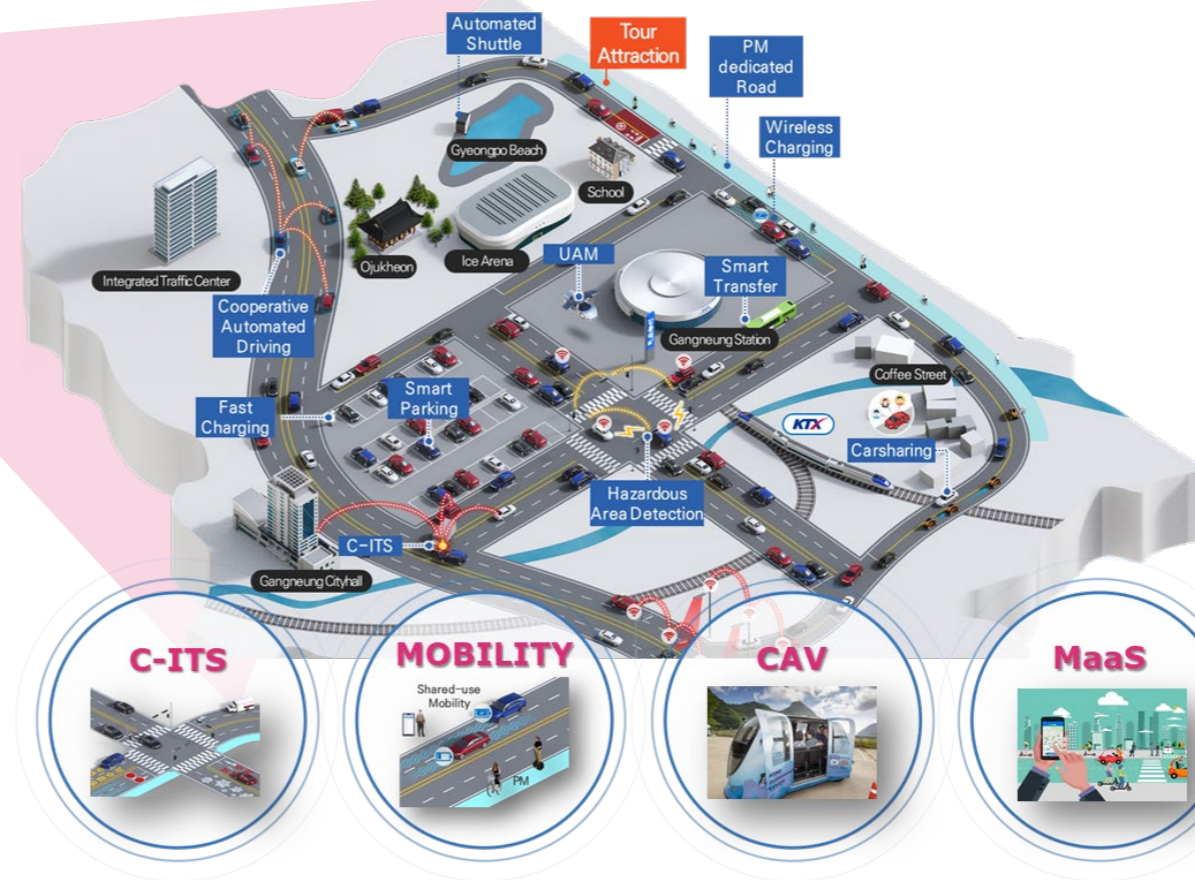 Automated
Shuttle
Tour
Attraction
PM
dedicated
Road
Wireless
Charging
Gyeongpo Beach
School
Integrated Traffic Center
Ojukheon
Ice Arena
UAM
Smart
Transfer
Gangneung Station
Cooperative
Automated
Driving
Coffee Street
Fast
Charging
Smart
Parking
KTX
Carsharing
Hazardous
Area Detection
C-ITS
Gangneung Cityhall
C-ITS
MOBILITY
Shared-use
Mobility
PM
CAV
MaaS